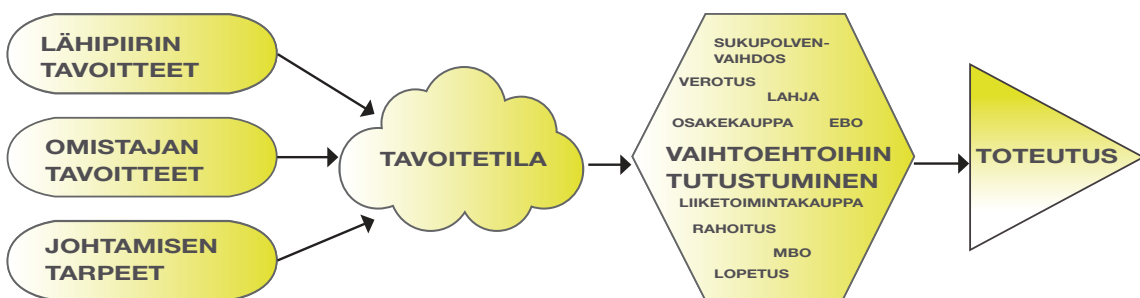 LÄHIPIIRIN
TAVOITTEET
OMISTAJAN
TAVOITTEET
JOHTAMISEN
TARPEET
TAVOITETILA
SUKUPOLVEN-
VAIHDOS
VEROTUS
LAHJA
OSAKEKAUPPA EBO
VAIHTOEHTOIHIN
TUTUSTUMINEN
LIIKETOIMINTAKAUPPA
RAHOITUS
MBO
LOPETUS
TOTEUTUS